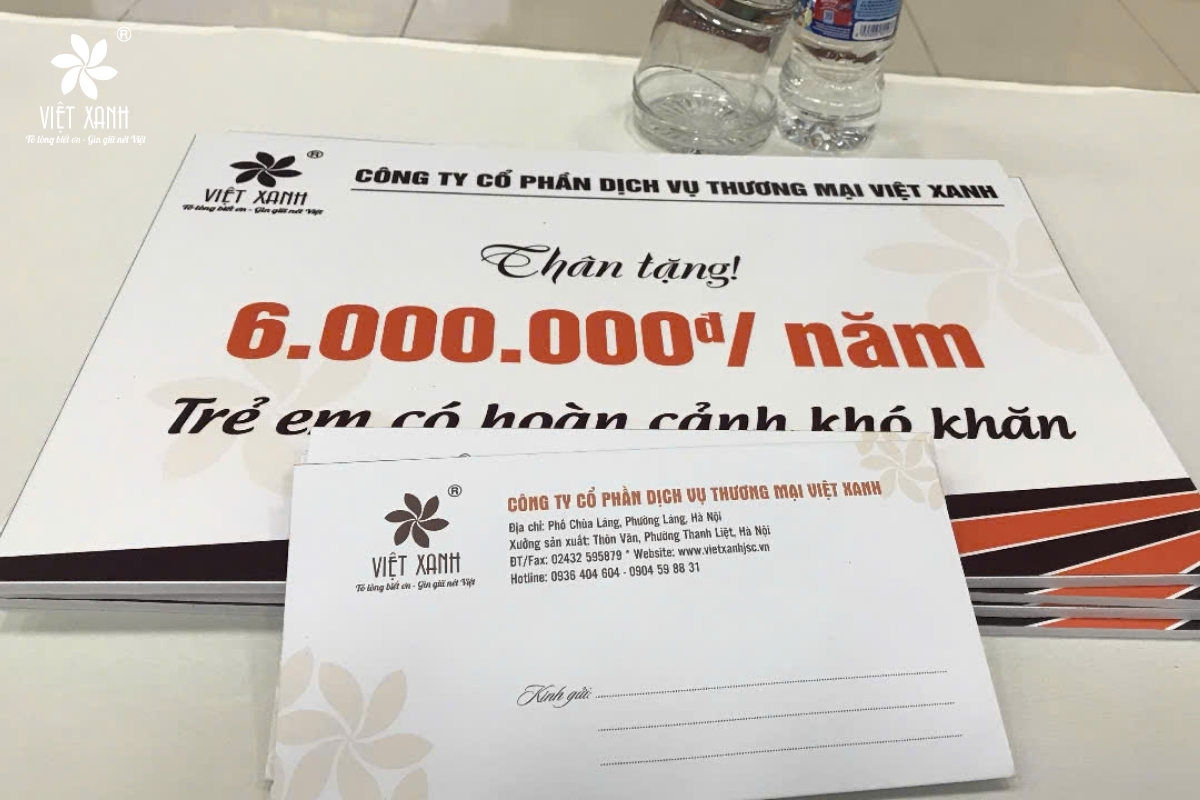 ®
VIỆT XANH
Tỏ lòng biết ơn - Gìn giữ nét Việt
®
VIỆT XANH
Tỏ lòng biết ơn - Gìn giữ nét Việt
CÔNG TY CỔ PHẦN DỊCH VỤ THƯƠNG MẠI VIỆT XANH
Thân tặng!
6.000.000đ/ năm
Trẻ em có hoàn cảnh khó khăn
®
VIỆT XANH
Tỏ lòng biết ơn - Gìn giữ nét Việt
CÔNG TY CỔ PHẦN DỊCH VỤ THƯƠNG MẠI VIỆT XANH
Địa chỉ: Phố Chùa Láng, Phường Láng, Hà Nội
Xưởng sản xuất: Thôn Văn, Phường Thanh Liệt, Hà Nội
ĐT/Fax: 02432 595879 * Website: www.vietxanhjsc.vn
Hotline: 0936 404 604 - 0904 59 88 31
Kính gửi: